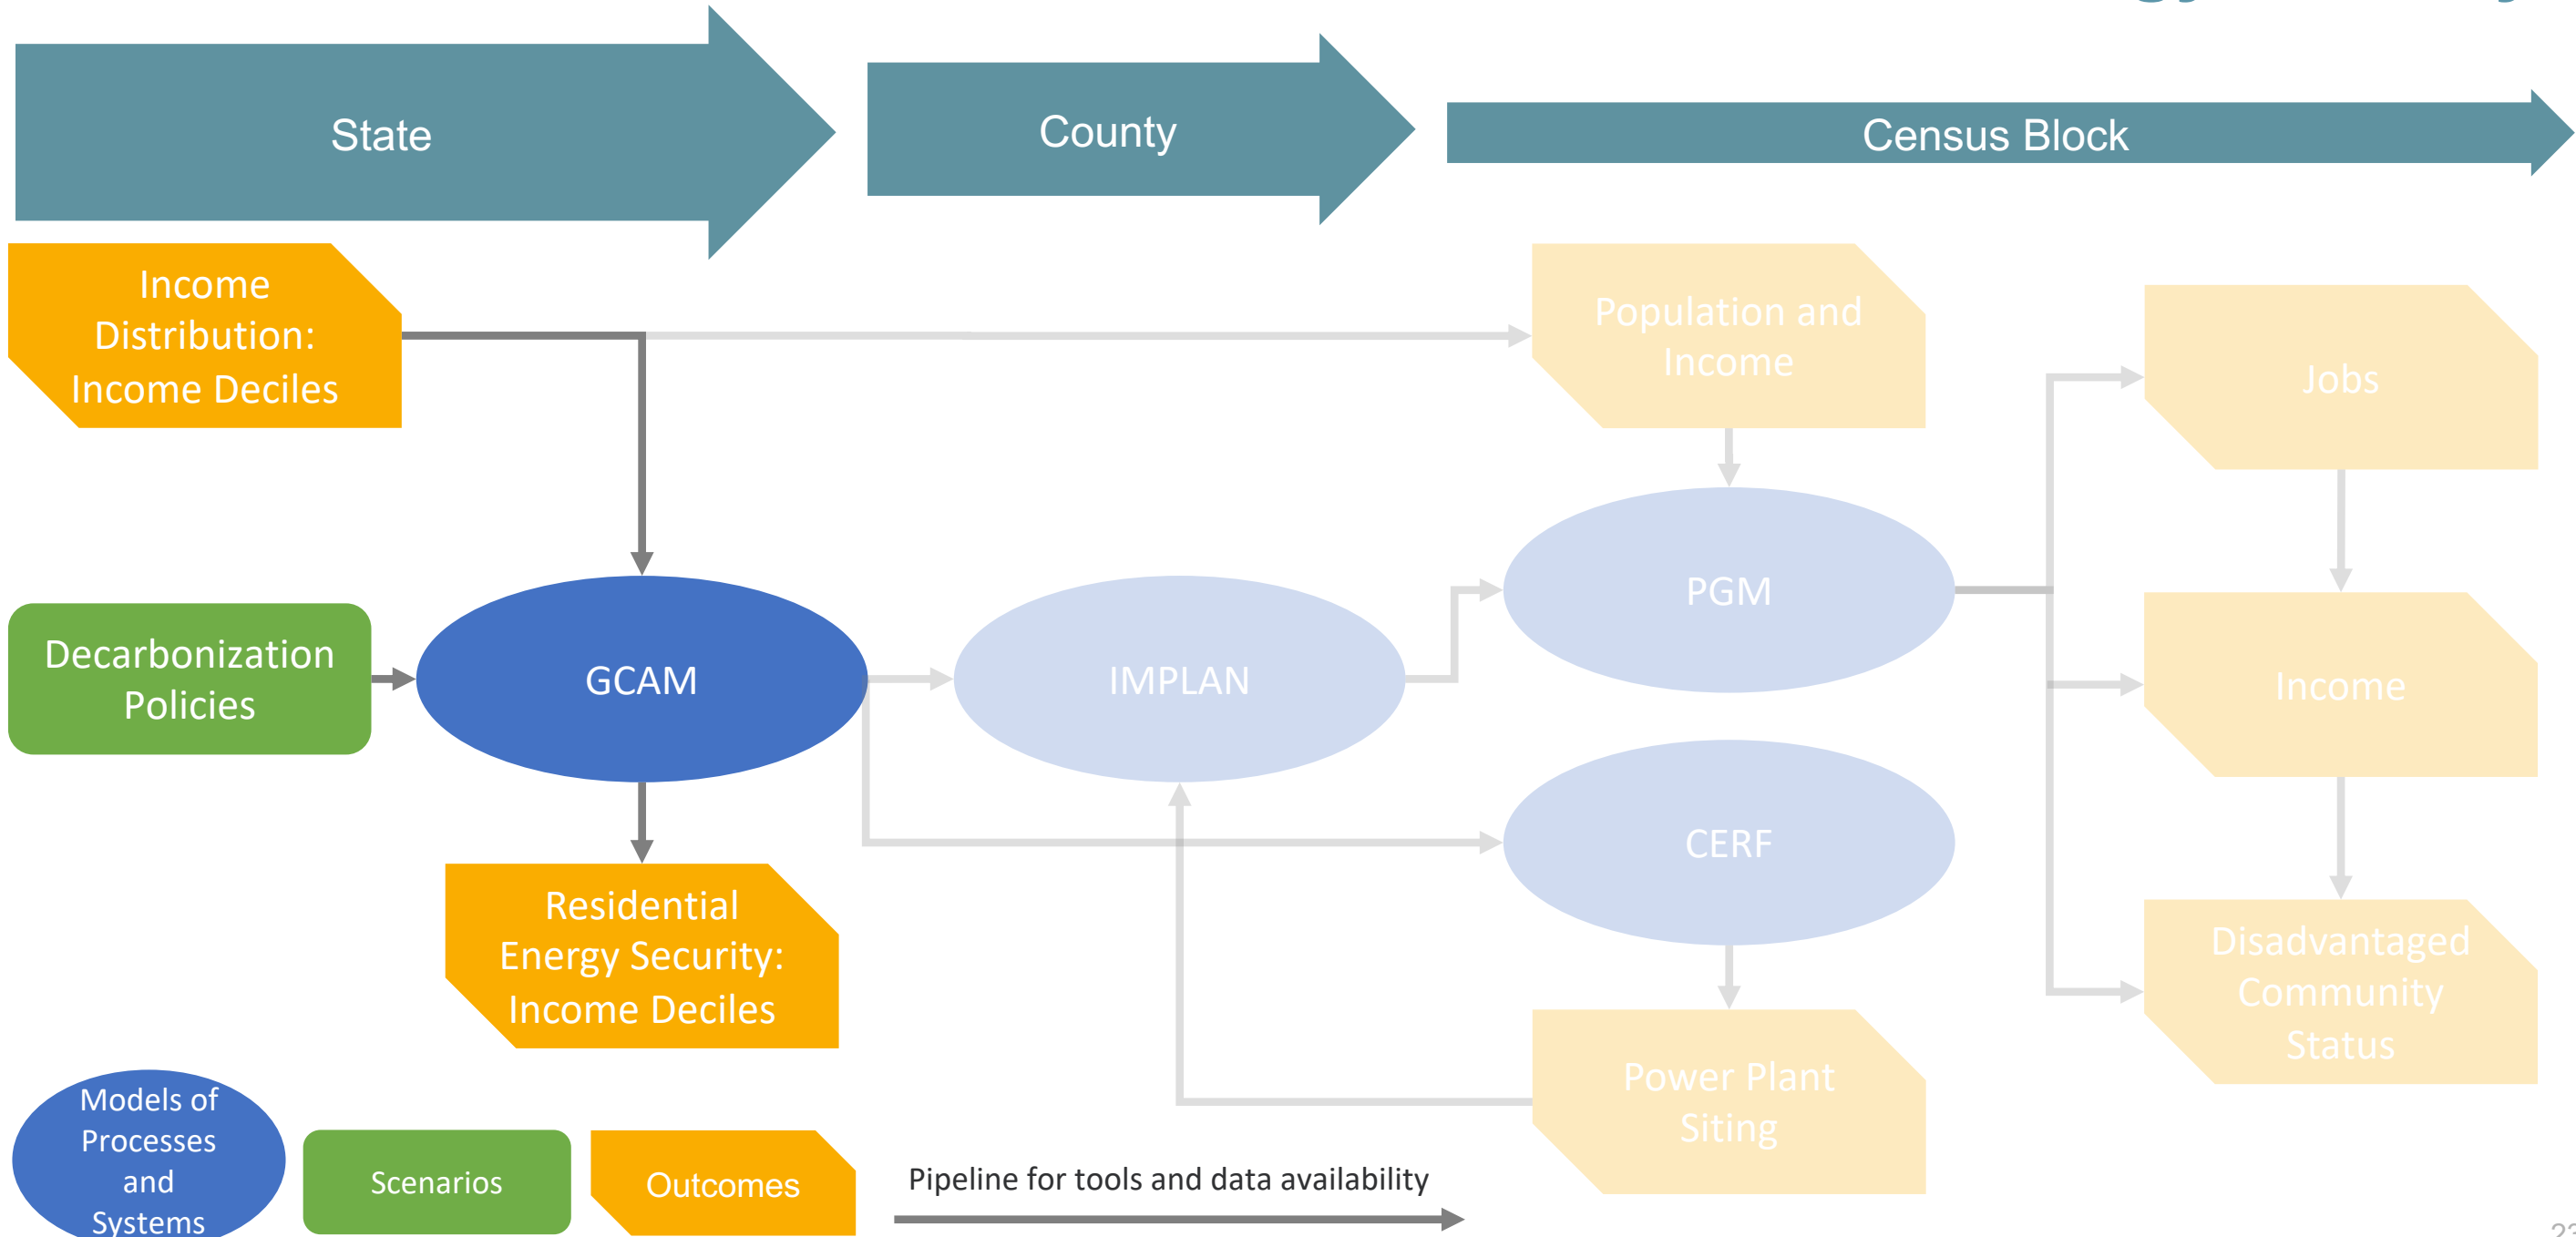 State
County
Census Block
Income
Distribution:
Income Deciles
Population and
Income
Jobs
Decarbonization
Policies
GCAM
IMPLAN
PGM
Income
CERF
Residential
Energy Security:
Income Deciles
Disadvantaged
Community
Status
Power Plant
Siting
Models of
Processes
and
Systems
Scenarios
Outcomes
Pipeline for tools and data availability